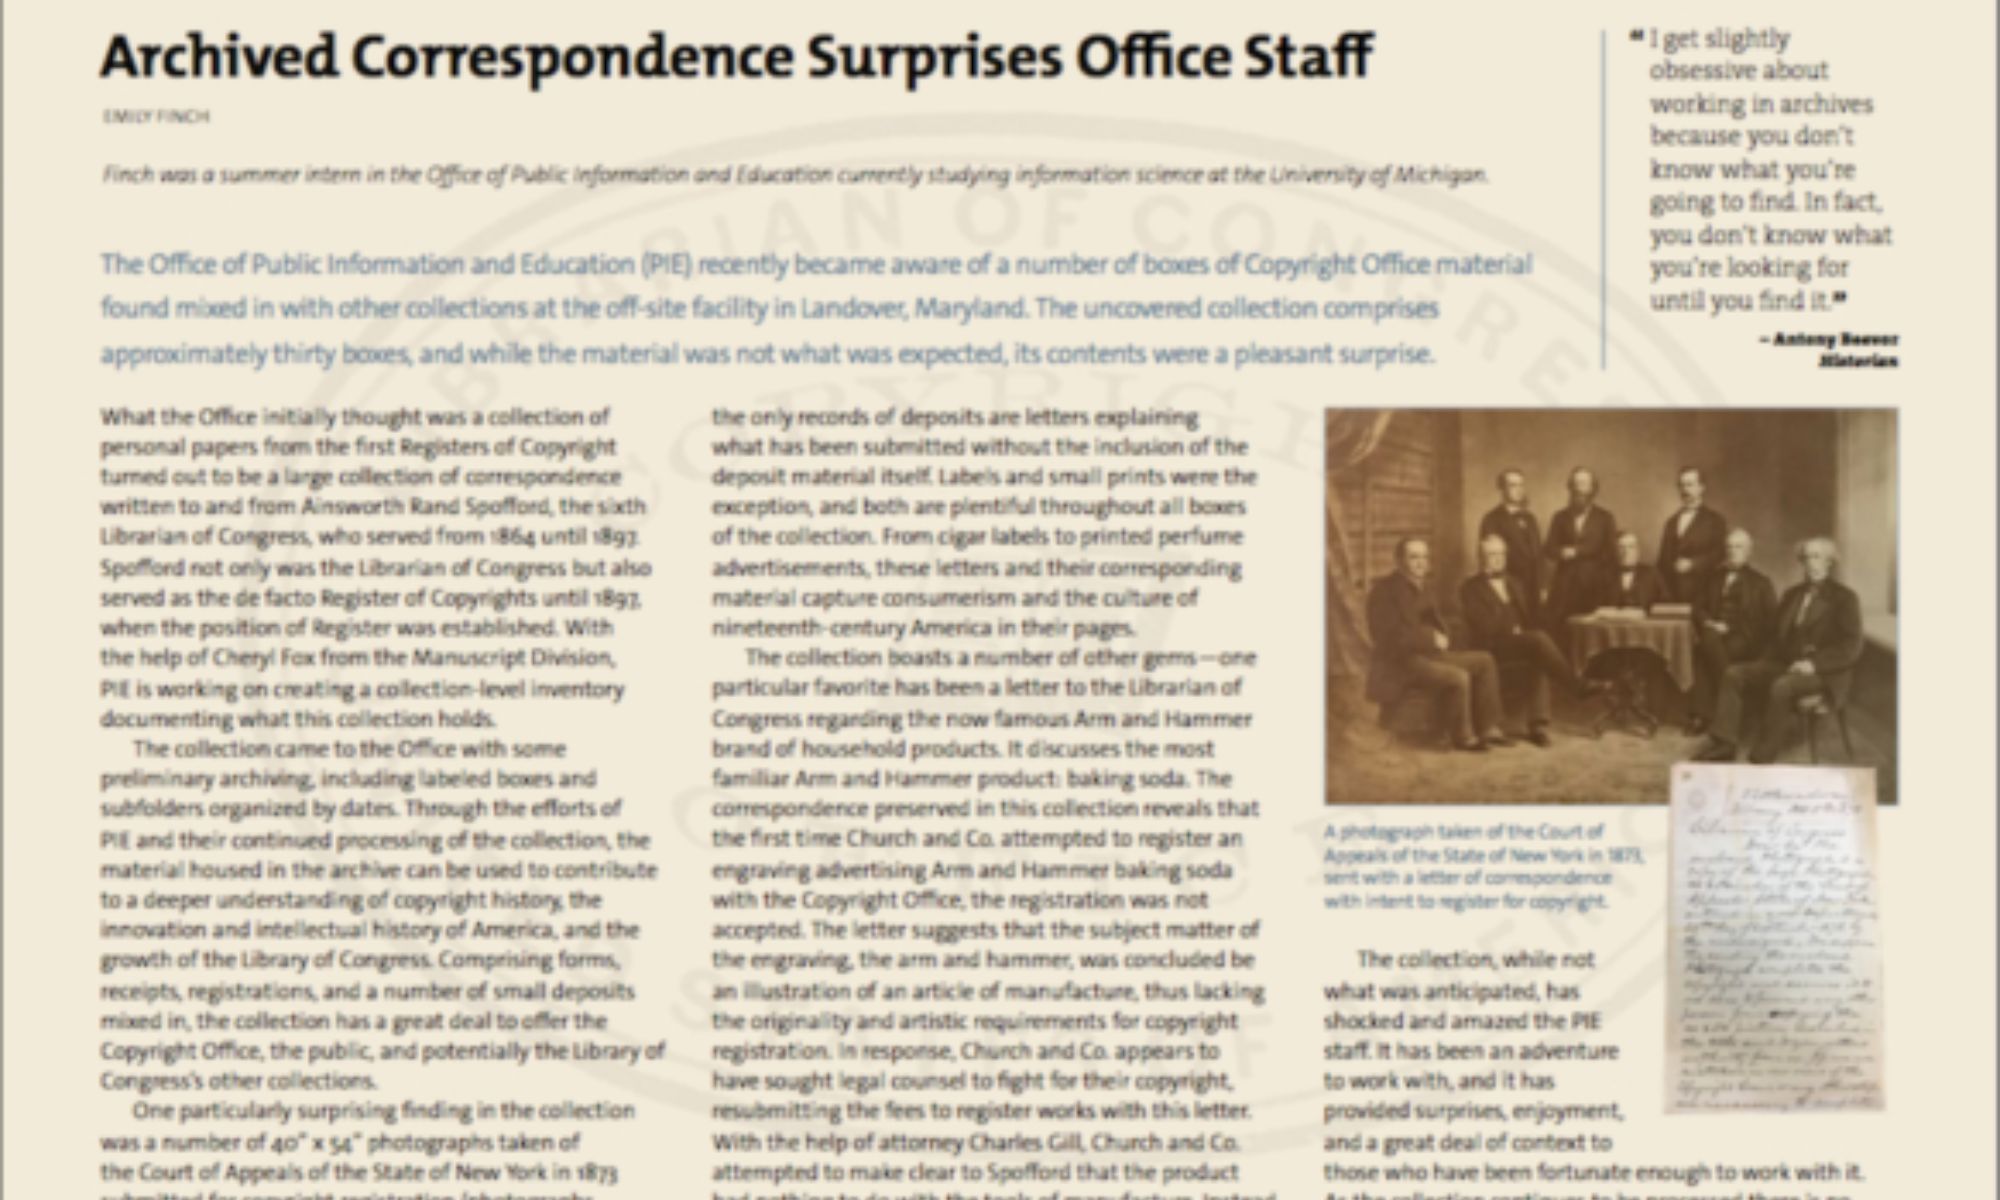 Archived Correspondence Surprises Office Staff
EMILY FINCH
Finch was a summer intern in the Office of Public Information and Education currently studying information science at the University of Michigan.
The Office of Public Information and Education (PIE) recently became aware of a number of boxes of Copyright Office material
found mixed in with other collections at the off-site facility in Landover, Maryland. The uncovered collection comprises
approximately thirty boxes, and while the material was not what was expected, its contents were a pleasant surprise.
“I get slightly
obsessive about
working in archives
because you don't
know what you're
going to find. In fact,
you don't know what
you're looking for
until you find it.”
– Antony Beevor
Historian
What the Office initially thought was a collection of
personal papers from the first Registers of Copyright
turned out to be a large collection of correspondence
written to and from Ainsworth Rand Spofford, the sixth
Librarian of Congress, who served from 1864 until 1897.
Spofford not only was the Librarian of Congress but also
served as the de facto Register of Copyrights until 1897,
when the position of Register was established. With
the help of Cheryl Fox from the Manuscript Division,
PIE is working on creating a collection-level inventory
documenting what this collection holds.
The collection came to the Office with some
preliminary archiving, including labeled boxes and
subfolders organized by dates. Through the efforts of
PIE and their continued processing of the collection, the
material housed in the archive can be used to contribute
to a deeper understanding of copyright history, the
innovation and intellectual history of America, and the
growth of the Library of Congress. Comprising forms,
receipts, registrations, and a number of small deposits
mixed in, the collection has a great deal to offer the
Copyright Office, the public, and potentially the Library of
Congress's other collections.
One particularly surprising finding in the collection
was a number of 40" x 54" photographs taken of
the Court of Appeals of the State of New York in 1873
submitted for copyright registration
the only records of deposits are letters explaining
what has been submitted without the inclusion of the
deposit material itself. Labels and small prints were the
exception, and both are plentiful throughout all boxes
of the collection. From cigar labels to printed perfume
advertisements, these letters and their corresponding
material capture consumerism and the culture of
nineteenth-century America in their pages.
The collection boasts a number of other gems—one
particular favorite has been a letter to the Librarian of
Congress regarding the now famous Arm and Hammer
brand of household products. It discusses the most
familiar Arm and Hammer product: baking soda. The
correspondence preserved in this collection reveals that
the first time Church and Co. attempted to register an
engraving advertising Arm and Hammer baking soda
with the Copyright Office, the registration was not
accepted. The letter suggests that the subject matter of
the engraving, the arm and hammer, was concluded be
an illustration of an article of manufacture, thus lacking
the originality and artistic requirements for copyright
registration. In response, Church and Co. appears to
have sought legal counsel to fight for their copyright,
resubmitting the fees to register works with this letter.
With the help of attorney Charles Gill, Church and Co.
attempted to make clear to Spofford that the product
had nothing to do with the tools of manufacture. Instead
A photograph taken of the Court of
Appeals of the State of New York in 1873,
sent with a letter of correspondence
with intent to register for copyright.
The collection, while not
what was anticipated, has
shocked and amazed the PIE
staff. It has been an adventure
to work with, and it has
provided surprises, enjoyment,
and a great deal of context to
those who have been fortunate enough to work with it.
As the collection continues to be processed there is no